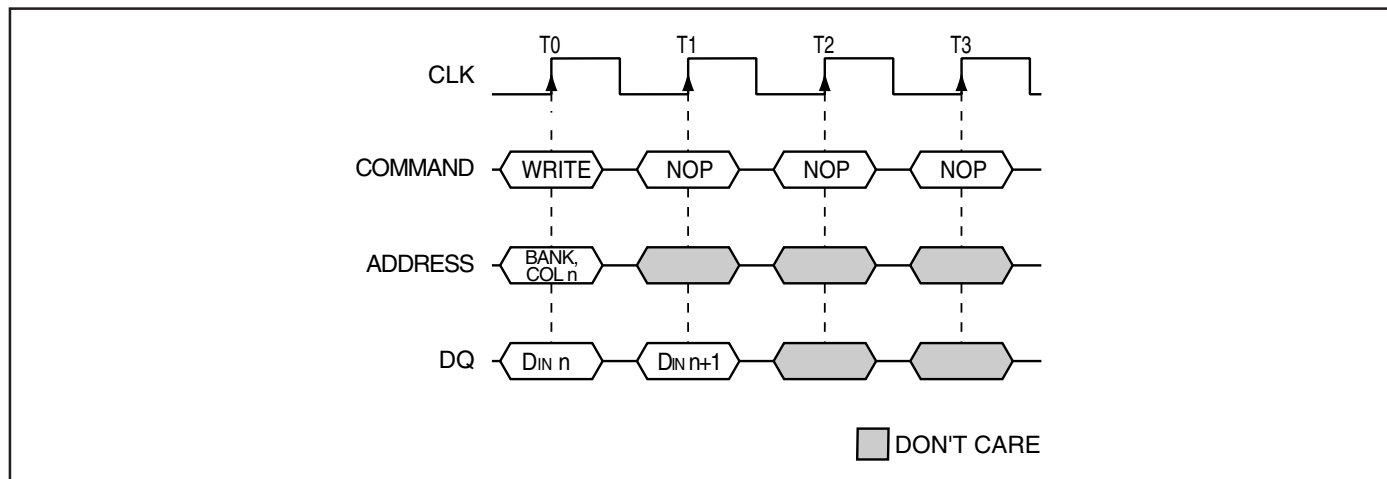 T0 T1 T2 T3
CLK
COMMAND WRITE NOP NOP NOP
ADDRESS BANK,
COL n
DQ DIN n DIN n+1
DON'T CARE